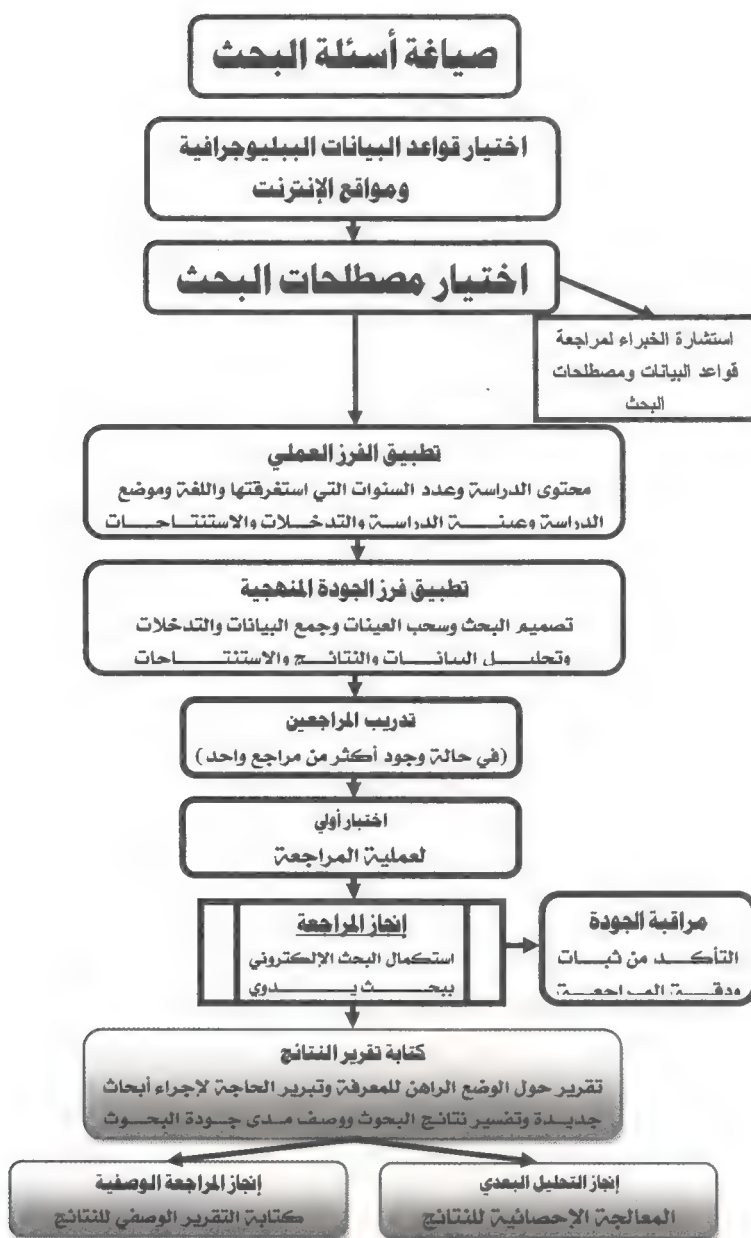 صياغة أسئلة البحث
اختيار قواعد البيانات الببليوجرافية
ومواقع الإنترنت
اختيار مصطلحات البحث
استشارة الخبراء لمراجعة
قواعد البيانات ومصطلحات
البحث
تطبيق الفرز العملي
محتوى الدراسة وعدد السنوات التي استغرقتها واللغة وموضع
الدراسة وعينة الدراسة والتدخلات والاستنتاجات
تطبيق فرز الجودة المنهجية
تصميم البحث وسحب العينات وجمع البيانات والتدخلات
وتحليل البيانات والنتائج والاستنتاجات
تدريب المراجعين
(في حالة وجود أكثر من مراجع واحد)
اختبار أولي
لعملية المراجعة
إنجاز المراجعة
استكمال البحث الإلكتروني
ببحث يدوي
مراقبة الجودة
التأكد من ثبات
ودقة المراجعة
كتابة تقرير النتائج
تقرير حول الوضع الراهن للمعرفة وتبرير الحاجة لإجراء أبحاث
جديدة وتفسير نتائج البحوث ووصف مدى جودة البحوث
إنجاز التحليل البعدي
المعالجة الإحصائية للنتائج
إنجاز المراجعة الوصفية
كتابة التقرير الوصفي للنتائج